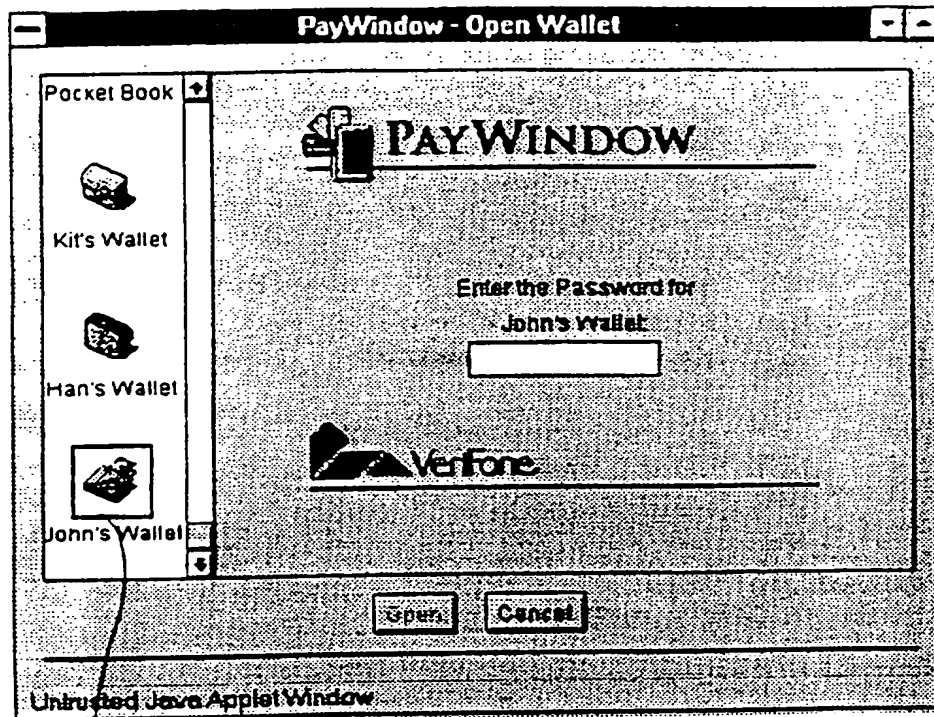 PayWindow - Open Wallet
Pocket Book
Kit's Wallet
Han's Wallet
John's Wallet
PAYWINDOW
Enter the Password for
John's Wallet:
VeriFone
Open
Cancel
Untrusted Java Applet Window